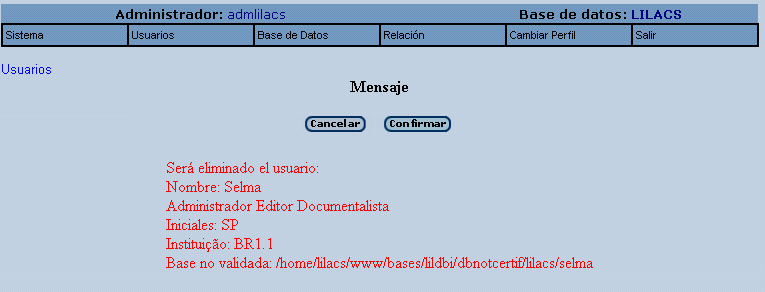 Administrador: admlilacs Base de datos: LILACS
Sistema Usuarios Base de Datos Relación Cambiar Perfil Salir
Usuarios
Mensaje
Cancelar Confirmar
Será eliminado el usuario:
Nombre: Selma
Administrador Editor Documentalista
Iniciales: SP
Instituição: BR1.1
Base no validada: /home/lilacs/www/bases/lildbi/dbnotcertif/lilacs/selma